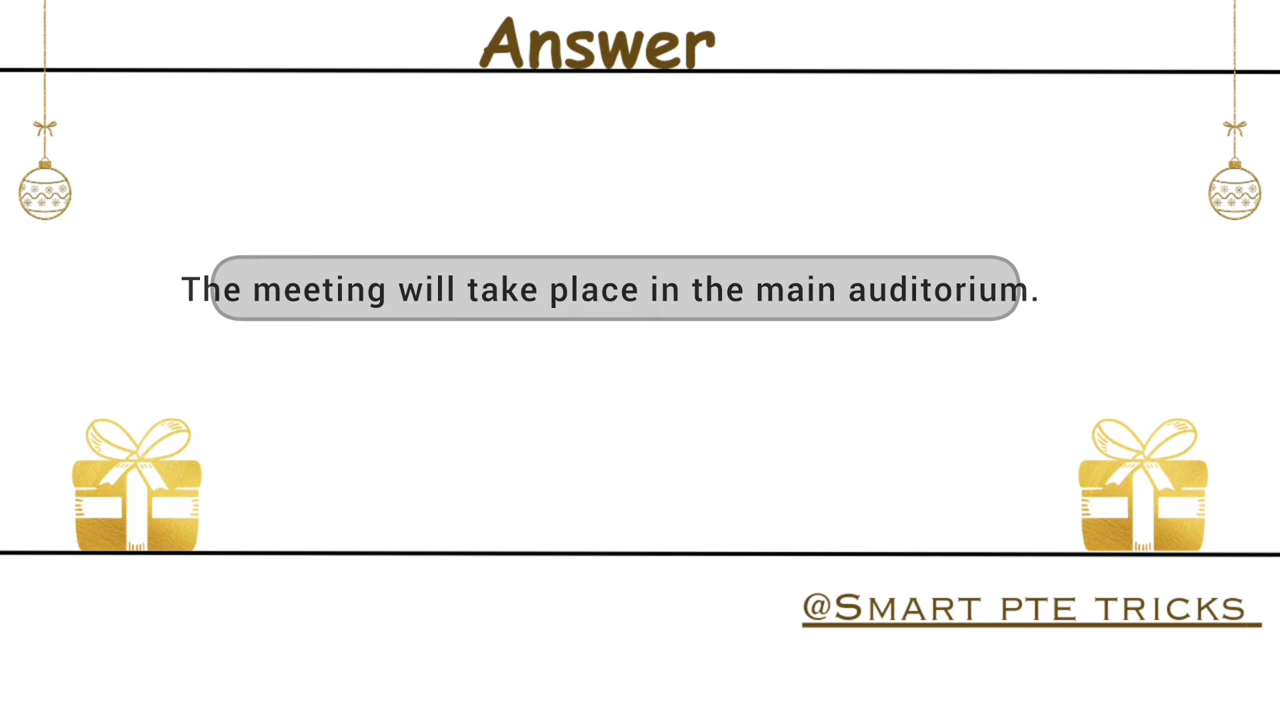 Answer
The meeting will take place in the main auditorium.
@Smart PTE TRICKS